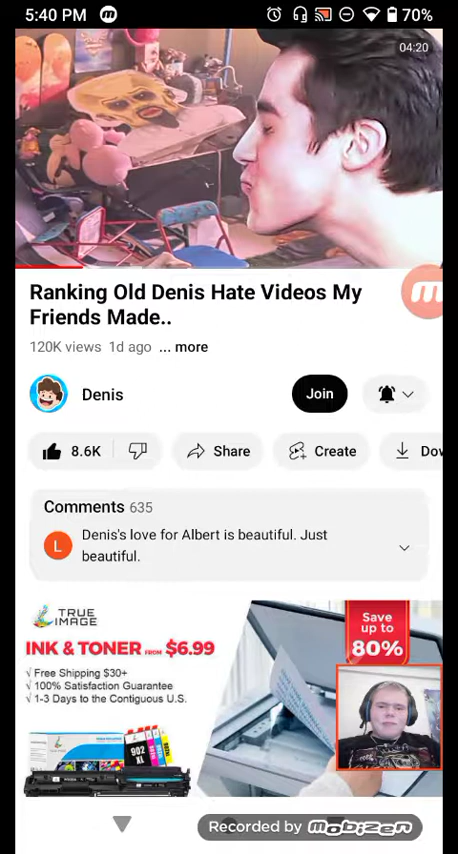 5:40 PM
70%
04:20
Ranking Old Denis Hate Videos My
Friends Made..
120K views 1d ago ... more
Denis
Join
8.6K
Share
Create
Dov
Comments 635
L
Denis's love for Albert is beautiful. Just
beautiful.
TRUE
IMAGE
INK & TONER FROM $6.99
√ Free Shipping $30+
√ 100% Satisfaction Guarantee
√ 1-3 Days to the Contiguous U.S.
Save
up to
80%
902
XL
Recorded by mobizen